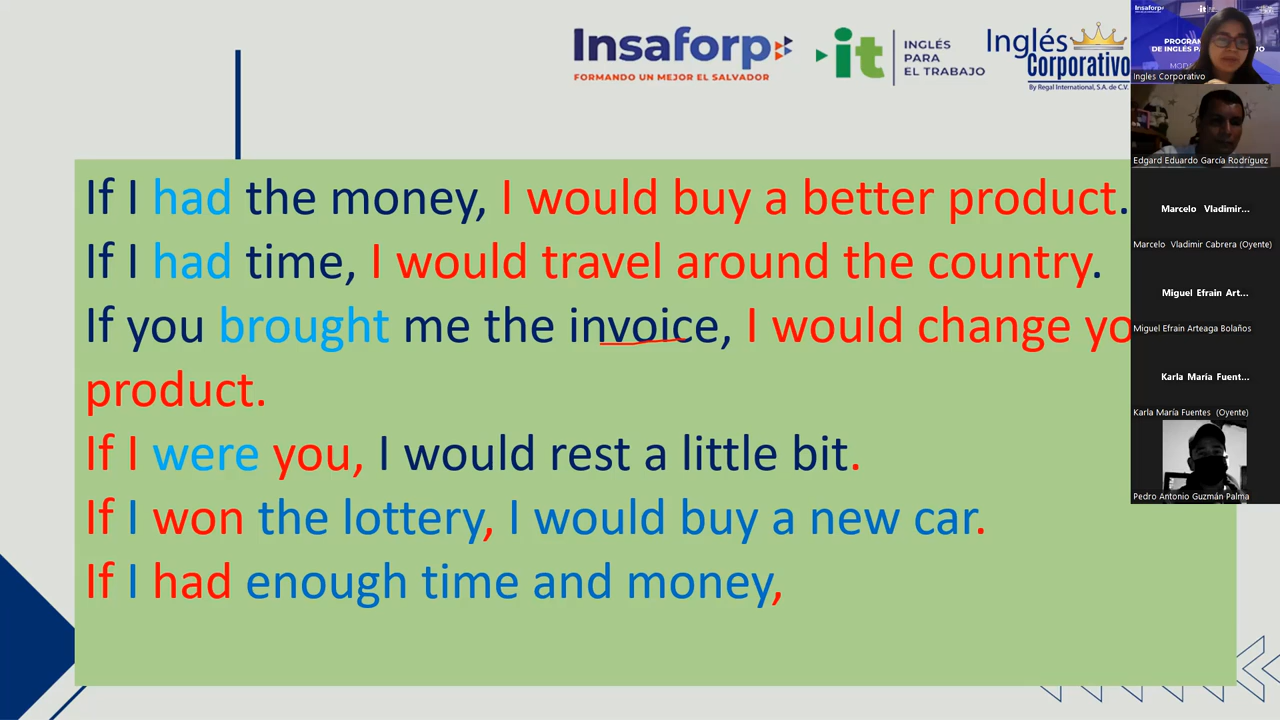 Insaforp
FORMANDO UN MEJOR EL SALVADOR
it
INGLÉS
PARA
EL TRABAJO
Inglés
Corporativo
By Regal International, S.A. de C.V.
If I had the money, I would buy a better product.
If I had time, I would travel around the country.
If you brought me the invoice, I would change yo
product.
If I were you, I would rest a little bit.
If I won the lottery, I would buy a new car.
If I had enough time and money,
Insaforp
it
Ingles Corporativo
Edgard Eduardo García Rodríguez
Marcelo Vladimir...
Marcelo Vladimir Cabrera (Oyente)
Miguel Efrain Art...
Miguel Efrain Arteaga Bolaños
Karla María Fuent...
Karla María Fuentes (Oyente)
Pedro Antonio Guzmán Palma